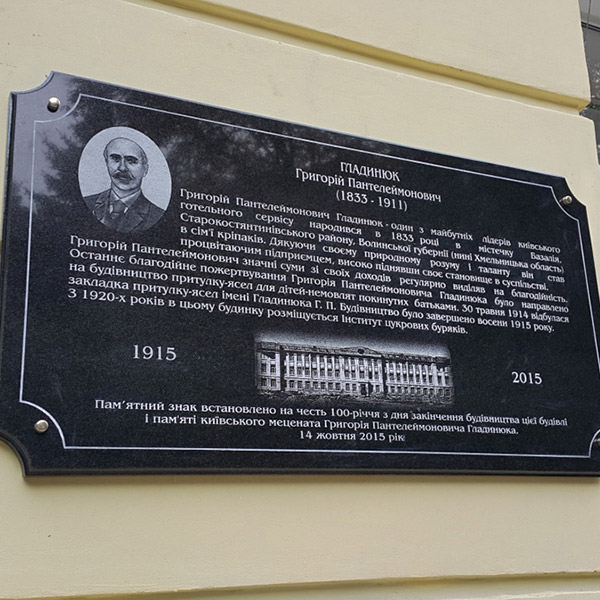 ГЛАДИНЮК
Григорій Пантелеймонович
(1833 - 1911)
Григорій Пантелеймонович Гладинюк - один з майбутніх лідерів київського
готельного сервісу народився в 1833 році в містечку Базалія,
Старокостянтинівського району, Волинської губернії (нині Хмельницька область)
в сім'ї кріпаків. Дякуючи своєму природному розуму і таланту він став
процвітаючим підприємцем, високо піднявши своє становище в суспільстві.
Григорій Пантелеймонович значні суми зі своїх доходів регулярно виділяв на благодійність.
Останнє благодійне пожертвування Григорія Пантелеймоновича Гладинюка було направлено
на будівництво притулку-ясел для дітей-немовлят покинутих батьками. 30 травня 1914 відбулася
закладка притулку-ясел імені Гладинюка Г. П. Будівництво було завершено восени 1915 року.
З 1920-х років в цьому будинку розміщується Інститут цукрових буряків.
1915
2015
Пам'ятний знак встановлено на честь 100-річчя з дня закінчення будівництва цієї будівлі
і пам'яті київського мецената Григорія Пантелеймоновича Гладинюка.
14 жовтня 2015 рік